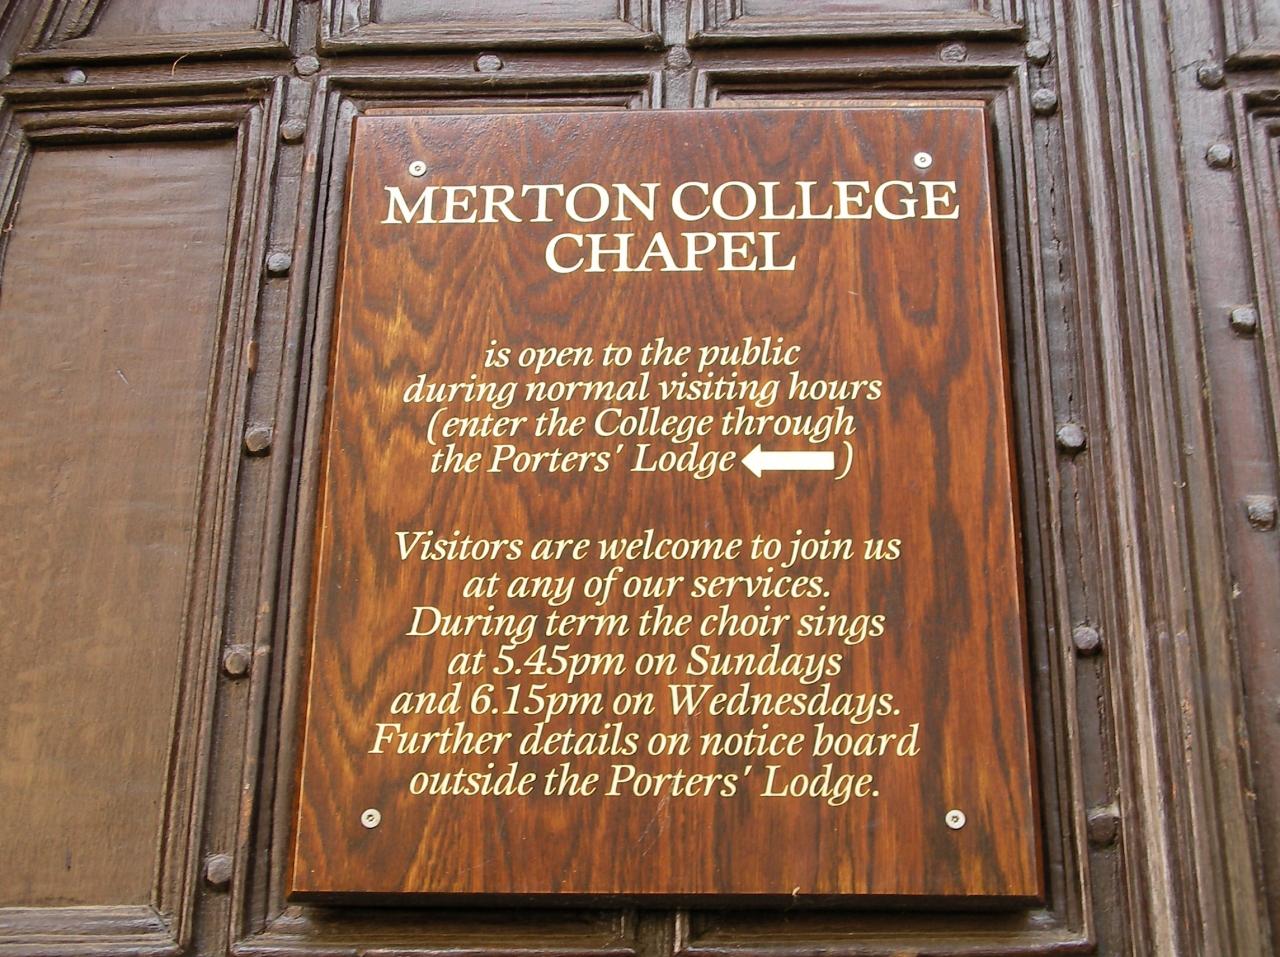 MERTON COLLEGE
CHAPEL
is open to the public
during normal visiting hours
(enter the College through
the Porters' Lodge ←)
Visitors are welcome to join us
at any of our services.
During term the choir sings
at 5.45pm on Sundays
and 6.15pm on Wednesdays.
Further details on notice board
outside the Porters' Lodge.